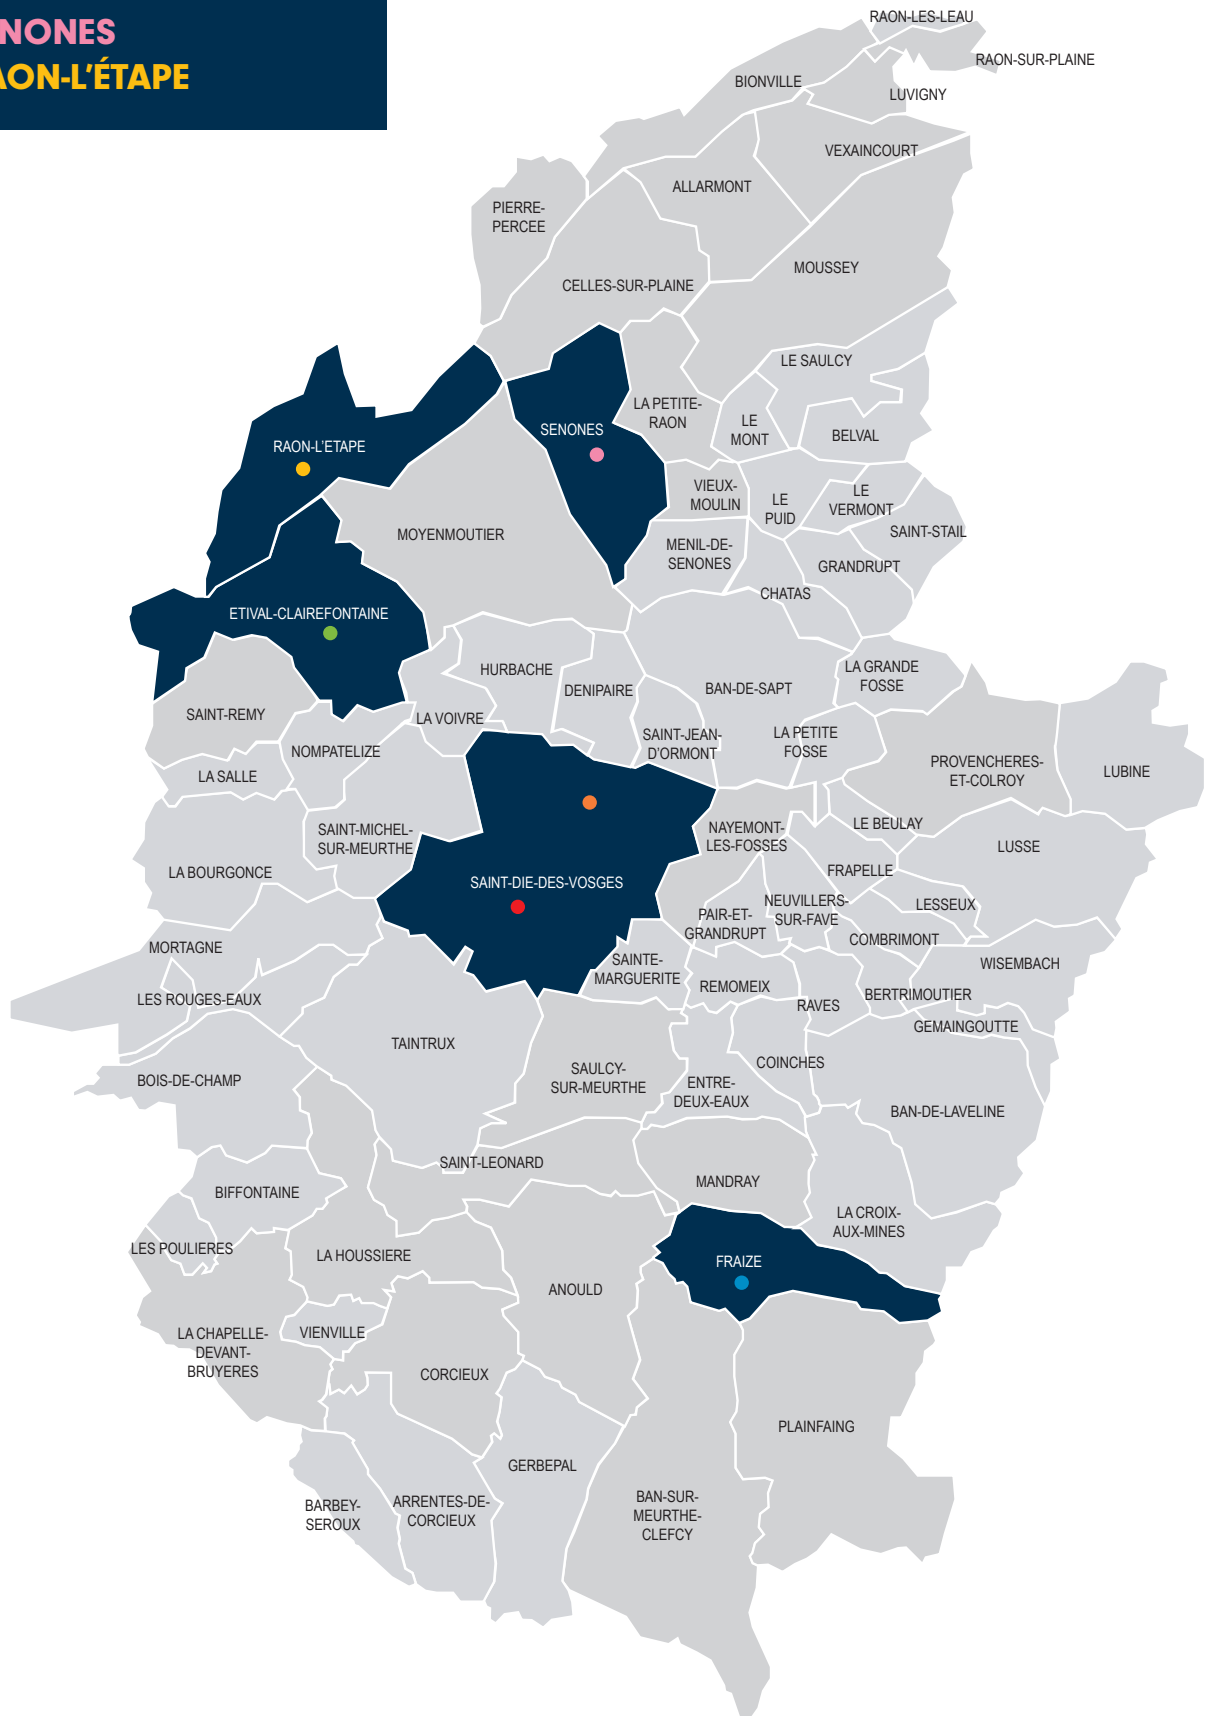 NONES
AON-L'ÉTAPE
RAON-LES-LEAU
RAON-SUR-PLAINE
BIONVILLE
LUVIGNY
VEXAINCOURT
ALLARMONT
PIERRE-
PERCEE
MOUSSEY
CELLES-SUR-PLAINE
LE SAULCY
LA PETITE-
RAON
LE
MONT
BELVAL
SENONES
RAON-L'ETAPE
VIEUX-
MOULIN
LE
PUID
LE
VERMONT
SAINT-STAIL
MOYENMOUTIER
MENIL-DE-
SENONES
GRANDRUPT
CHATAS
ETIVAL-CLAIREFONTAINE
HURBACHE
DENIPAIRE
BAN-DE-SAPT
LA GRANDE
FOSSE
SAINT-REMY
LA VOIVRE
SAINT-JEAN-
D'ORMONT
LA PETITE
FOSSE
NOMPATELIZE
LA SALLE
PROVENCHERES-
ET-COLROY
LUBINE
SAINT-MICHEL-
SUR-MEURTHE
NAYEMONT-
LES-FOSSES
LE BEULAY
LUSSE
LA BOURGONCE
SAINT-DIE-DES-VOSGES
FRAPELLE
NEUVILLERS-
SUR-FAVE
LESSEUX
PAIR-ET-
GRANDRUPT
COMBRIMONT
MORTAGNE
SAINTE-
MARGUERITE
WISEMBACH
REMOMEIX
BERTRIMOUTIER
LES ROUGES-EAUX
RAVES
GEMAINGOUTTE
TAINTRUX
COINCHES
SAULCY-
SUR-MEURTHE
BOIS-DE-CHAMP
ENTRE-
DEUX-EAUX
BAN-DE-LAVELINE
SAINT-LEONARD
MANDRAY
BIFFONTAINE
LA CROIX-
AUX-MINES
LES POULIERES
LA HOUSSIERE
FRAIZE
ANOULD
VIENVILLE
LA CHAPELLE-
DEVANT-
BRUYERES
CORCIEUX
PLAINFAING
GERBEPAL
BARBEY-
SEROUX
ARRENTES-DE-
CORCIEUX
BAN-SUR-
MEURTHE-
CLEFCY